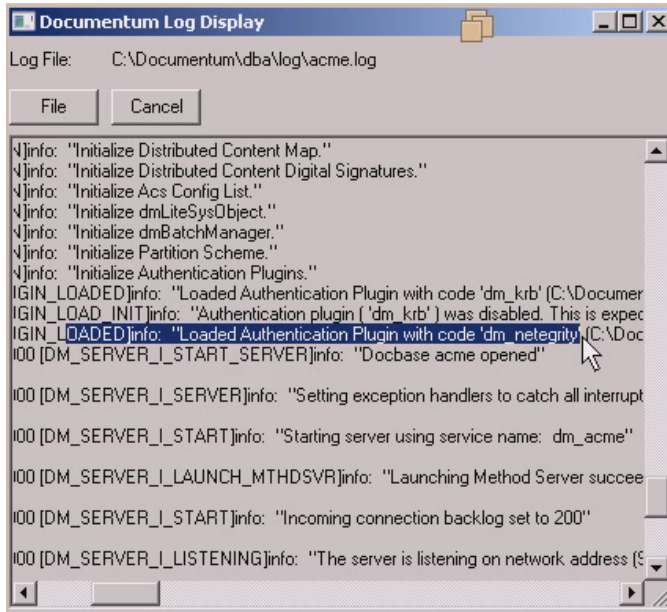 Documentum Log Display
Log File: C:\Documentum\dba\log\acme.log
File Cancel
N]info: "Initialize Distributed Content Map."
N]info: "Initialize Distributed Content Digital Signatures."
N]info: "Initialize Acs Config List."
N]info: "Initialize dmLiteSysObject."
N]info: "Initialize dmBatchManager."
N]info: "Initialize Partition Scheme."
N]info: "Initialize Authentication Plugins."
IGIN_LOADED]info: "Loaded Authentication Plugin with code 'dm_krb' (C:\Documer
IGIN_LOAD_INIT]info: "Authentication plugin ( 'dm_krb' ) was disabled. This is expec
IGIN_LOADED]info: "Loaded Authentication Plugin with code 'dm_netegrity' (C:\Doc
000 [DM_SERVER_I_START_SERVER]info: "Docbase acme opened"
000 [DM_SERVER_I_SERVER]info: "Setting exception handlers to catch all interrupt
000 [DM_SERVER_I_START]info: "Starting server using service name: dm_acme"
000 [DM_SERVER_I_LAUNCH_MTHDSVR]info: "Launching Method Server succee
000 [DM_SERVER_I_START]info: "Incoming connection backlog set to 200"
000 [DM_SERVER_I_LISTENING]info: "The server is listening on network address (S